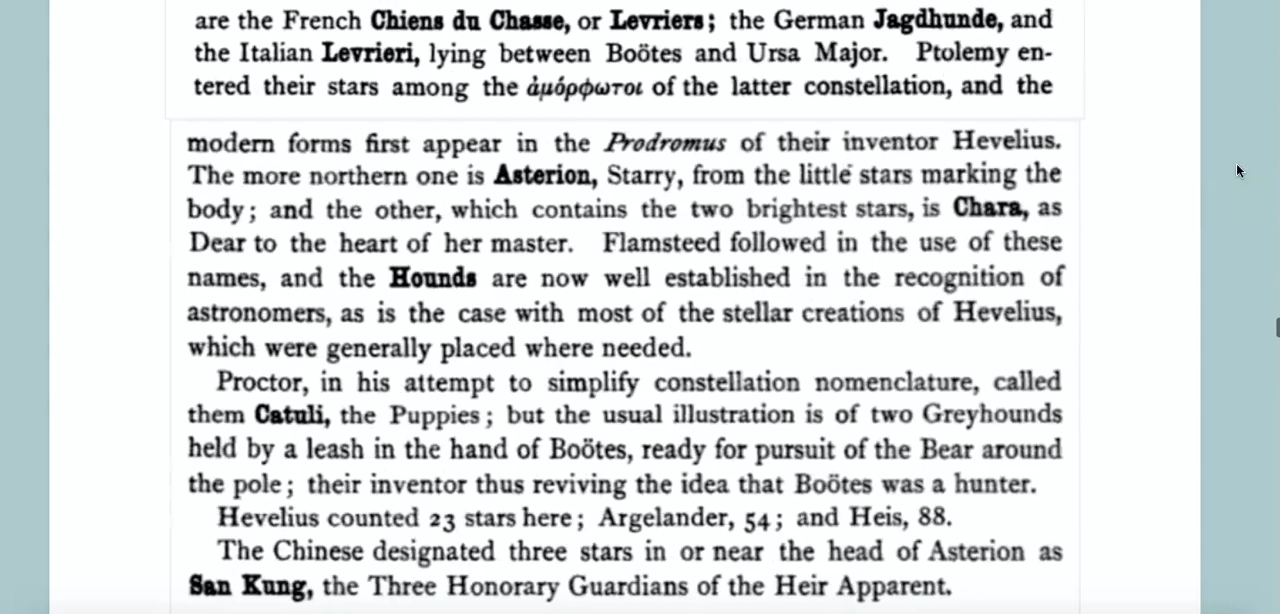 are the French Chiens du Chasse, or Levriers; the German Jagdhunde, and
the Italian Levrieri, lying between Boötes and Ursa Major. Ptolemy en-
tered their stars among the ἀμόρφωτοι of the latter constellation, and the
modern forms first appear in the Prodromus of their inventor Hevelius.
The more northern one is Asterion, Starry, from the little stars marking the
body; and the other, which contains the two brightest stars, is Chara, as
Dear to the heart of her master. Flamsteed followed in the use of these
names, and the Hounds are now well established in the recognition of
astronomers, as is the case with most of the stellar creations of Hevelius,
which were generally placed where needed.
Proctor, in his attempt to simplify constellation nomenclature, called
them Catuli, the Puppies; but the usual illustration is of two Greyhounds
held by a leash in the hand of Boötes, ready for pursuit of the Bear around
the pole; their inventor thus reviving the idea that Boötes was a hunter.
Hevelius counted 23 stars here; Argelander, 54; and Heis, 88.
The Chinese designated three stars in or near the head of Asterion as
San Kung, the Three Honorary Guardians of the Heir Apparent.